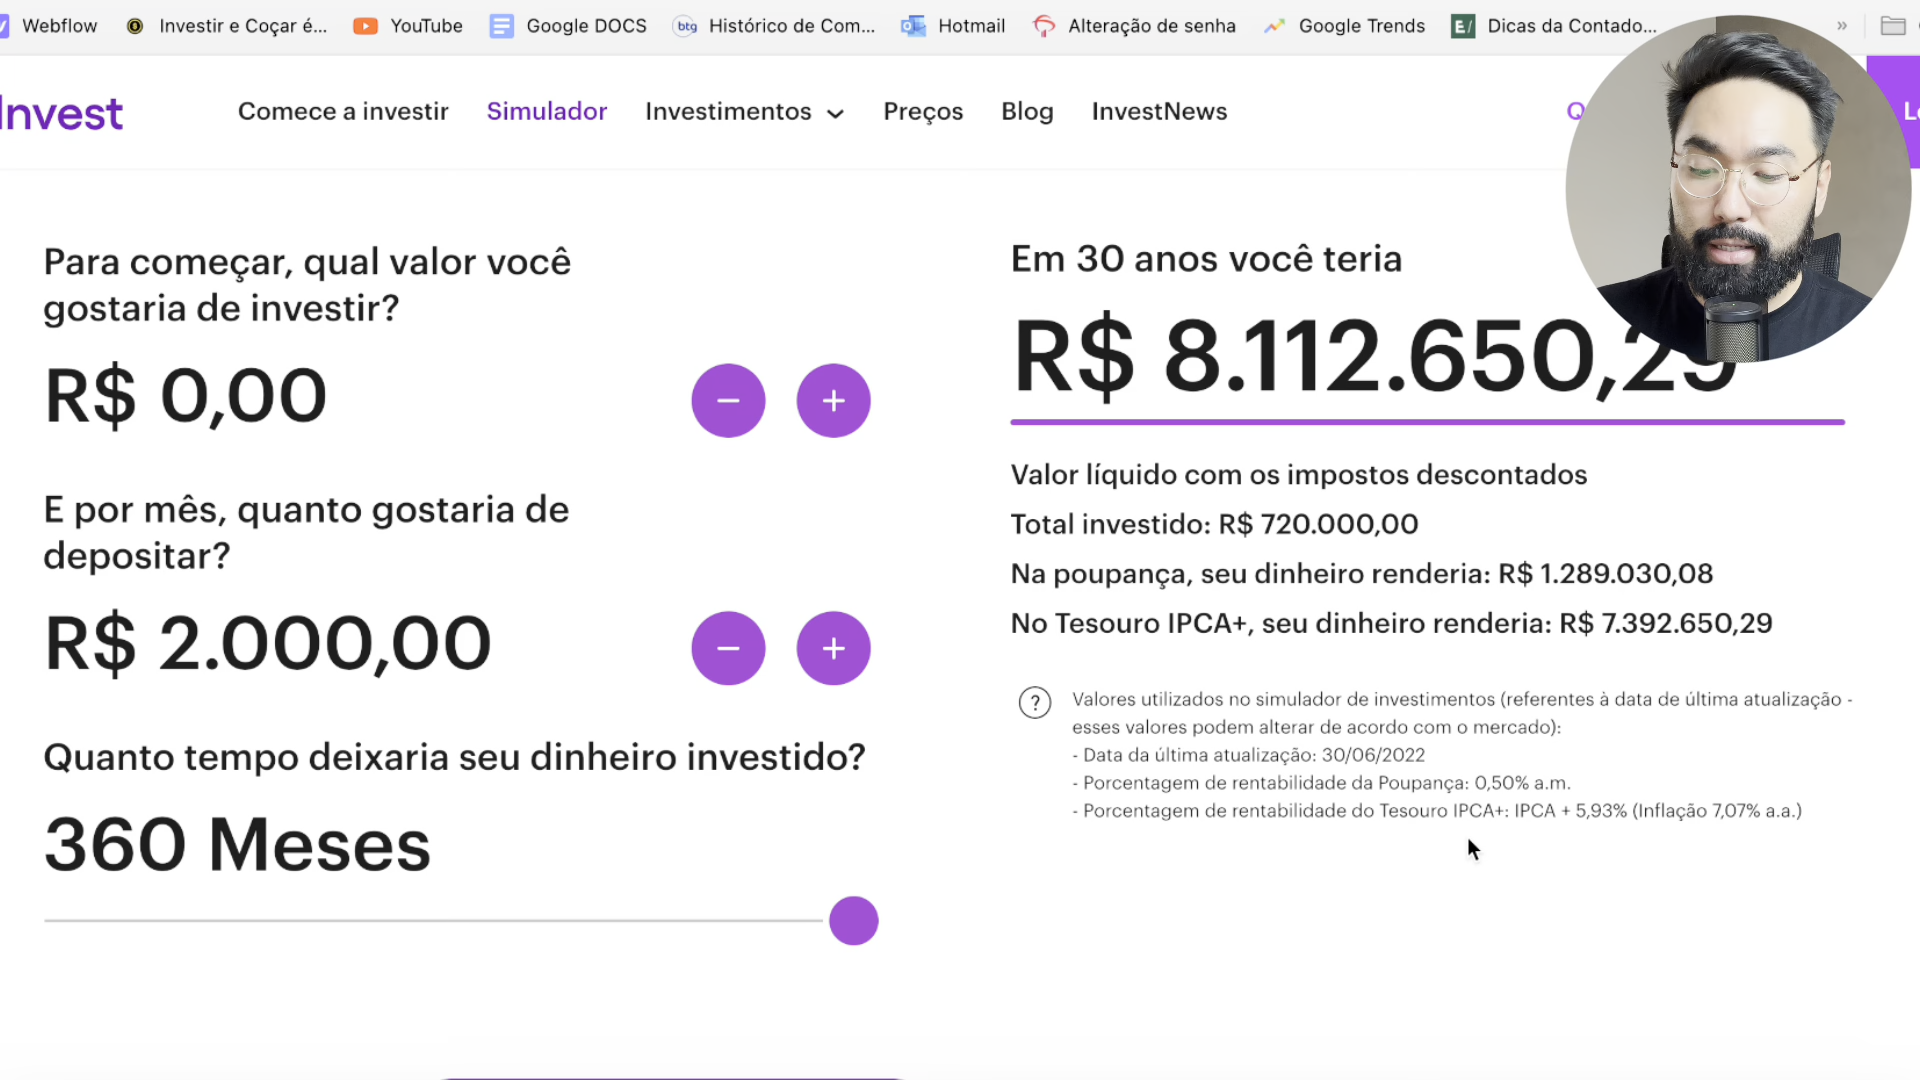 Webflow
Investir e Coçar é...
YouTube
Google DOCS
btg Histórico de Com...
Hotmail
Alteração de senha
Google Trends
E/ Dicas da Contado...
»
Invest
Comece a investir
Simulador
Investimentos
Preços
Blog
InvestNews
Para começar, qual valor você
gostaria de investir?
R$ 0,00
− +
E por mês, quanto gostaria de
depositar?
R$ 2.000,00
− +
Quanto tempo deixaria seu dinheiro investido?
360 Meses
Em 30 anos você teria
R$ 8.112.650,29
Valor líquido com os impostos descontados
Total investido: R$ 720.000,00
Na poupança, seu dinheiro renderia: R$ 1.289.030,08
No Tesouro IPCA+, seu dinheiro renderia: R$ 7.392.650,29
? Valores utilizados no simulador de investimentos (referentes à data de última atualização -
esses valores podem alterar de acordo com o mercado):
- Data da última atualização: 30/06/2022
- Porcentagem de rentabilidade da Poupança: 0,50% a.m.
- Porcentagem de rentabilidade do Tesouro IPCA+: IPCA + 5,93% (Inflação 7,07% a.a.)